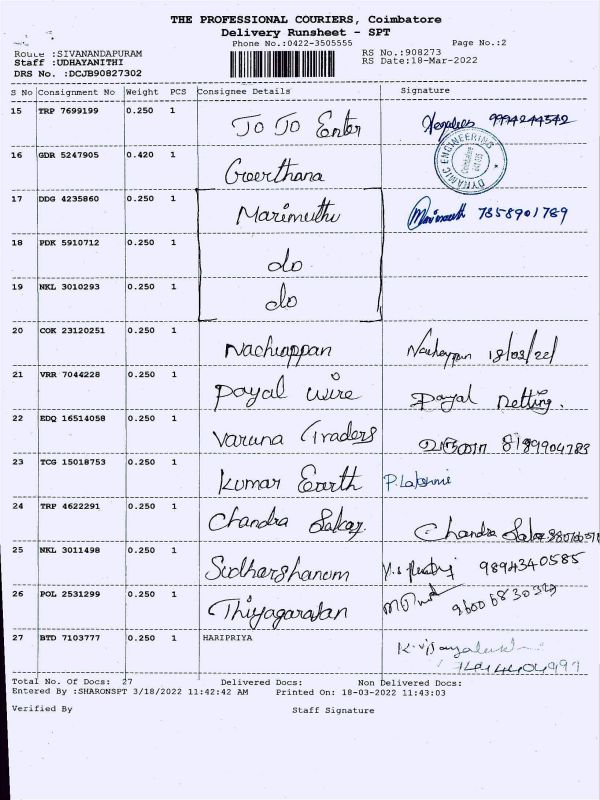 THE PROFESSIONAL COURIERS, Coimbatore
Delivery Runsheet - SPT
Phone No.:0422-3505555 Page No.:2
Route :SIVANANDAPURAM RS No.:908273
Staff :UDHAYANITHI RS Date:18-Mar-2022
DRS No. :DCJB90827302
S No Consignment No Weight PCS Consignee Details Signature
15 TRP 7699199 0.250 1 Jo Jo Enter 9994244542
DYNAMIC ENGINEERING
16 GDR 5247905 0.420 1 Geerthana
17 DDG 4235860 0.250 1 Marimuthu 7358901789
18 PDK 5910712 0.250 1 do
19 NKL 3010293 0.250 1 do
20 COK 23120251 0.250 1 Nachiappan 18/03/22
21 VRR 7044228 0.250 1 Payal wire Payal netting.
22 EDQ 16514058 0.250 1 Varuna Traders 8189904783
23 TCG 15018753 0.250 1 Kumar Earth P. Lakshmi
24 TRP 4622291 0.250 1 Chandra Sekar Chandra
25 NKL 3011498 0.250 1 Sudharshanam 9894340585
26 POL 2531299 0.250 1 Thiyagarajan
27 BTD 7103777 0.250 1 HARIPRIYA
Total No. Of Docs: 27 Delivered Docs: Non Delivered Docs:
Entered By :SHARONSPT 3/18/2022 11:42:42 AM Printed On: 18-03-2022 11:43:03
Verified By Staff Signature